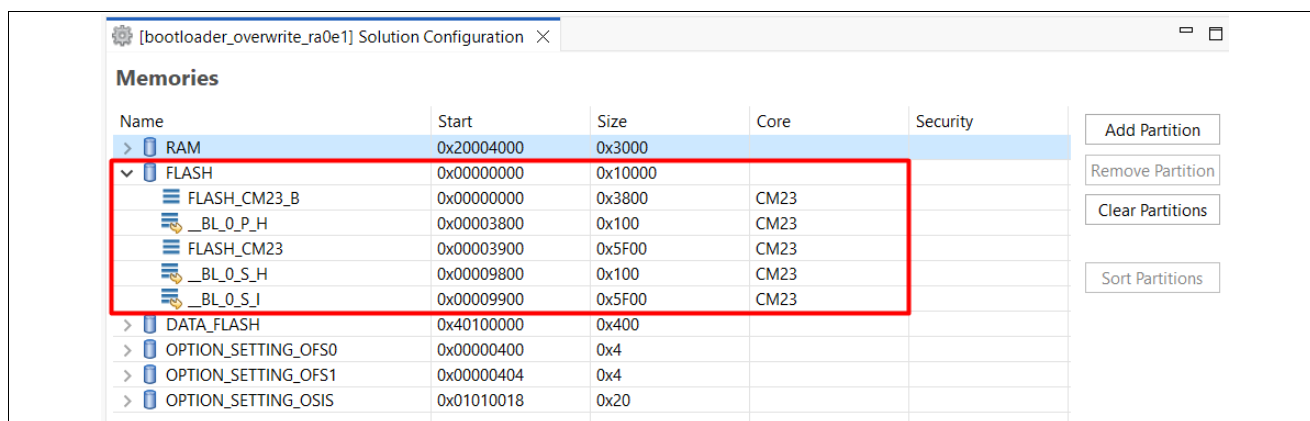 [bootloader_overwrite_ra0e1] Solution Configuration
Memories
Name Start Size Core Security
RAM 0x20004000 0x3000
FLASH 0x00000000 0x10000
FLASH_CM23_B 0x00000000 0x3800 CM23
__BL_0_P_H 0x00003800 0x100 CM23
FLASH_CM23 0x00003900 0x5F00 CM23
__BL_0_S_H 0x00009800 0x100 CM23
__BL_0_S_I 0x00009900 0x5F00 CM23
DATA_FLASH 0x40100000 0x400
OPTION_SETTING_OFS0 0x00000400 0x4
OPTION_SETTING_OFS1 0x00000404 0x4
OPTION_SETTING_OSIS 0x01010018 0x20
Add Partition
Remove Partition
Clear Partitions
Sort Partitions